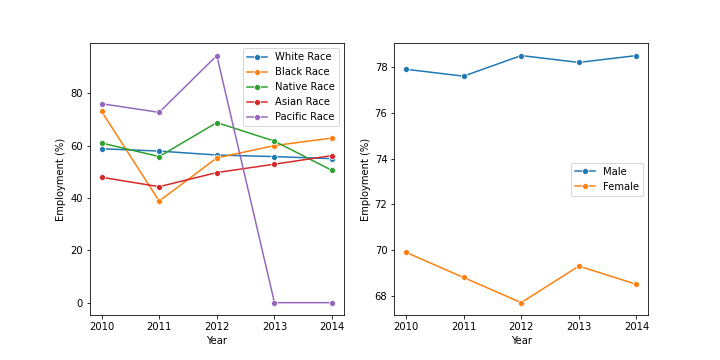 White Race
Black Race
Native Race
Asian Race
Pacific Race
80
60
40
20
0
Employment (%)
2010 2011 2012 2013 2014
Year
78
76
74
72
70
68
Employment (%)
Male
Female
2010 2011 2012 2013 2014
Year